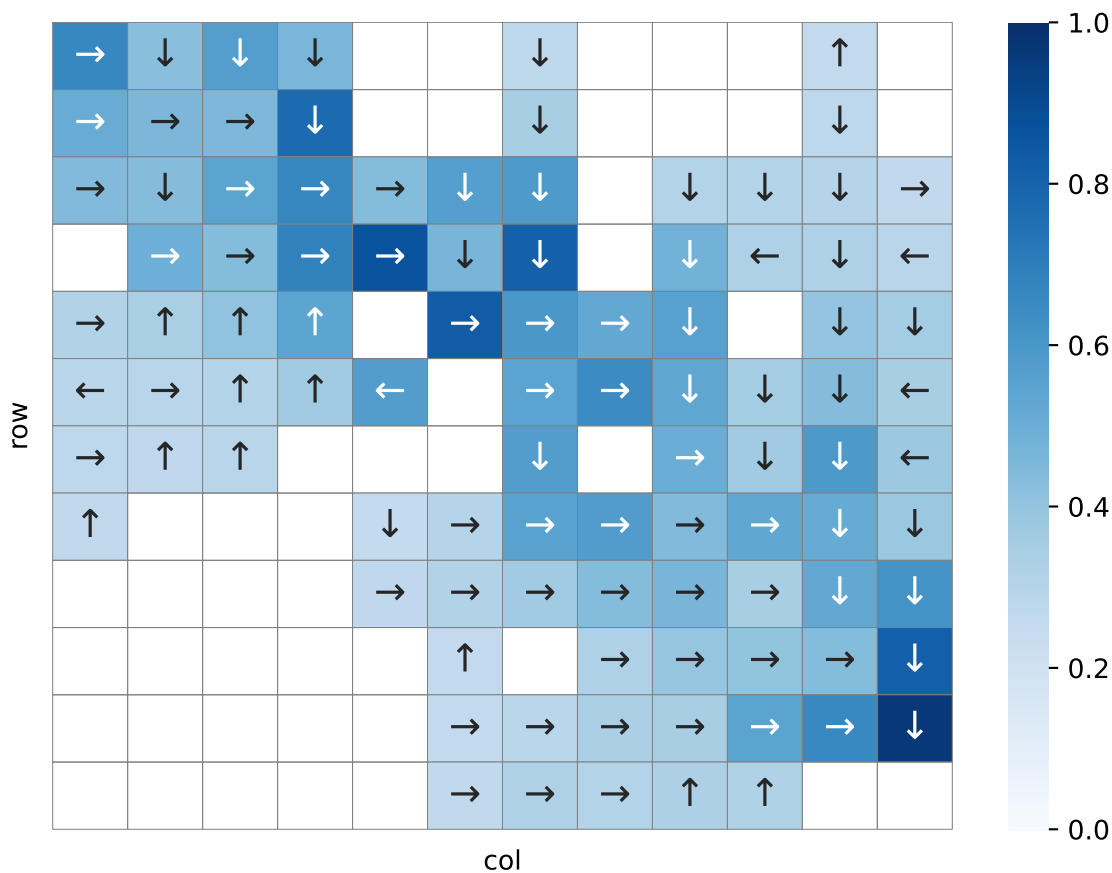 → ↓ ↓ ↓ ↓ ↑ 1.0
→ → → ↓ ↓ ↓
→ ↓ → → → ↓ ↓ ↓ ↓ ↓ → 0.8
→ → → → ↓ ↓ ↓ ← ↓ ←
→ ↑ ↑ ↑ → → → ↓ ↓ ↓ 0.6
← → ↑ ↑ ← → → ↓ ↓ ↓ ←
row
→ ↑ ↑ ↓ → ↓ ↓ ←
↑ ↓ → → → → → ↓ ↓ 0.4
→ → → → → → ↓ ↓
↑ → → → → ↓ 0.2
→ → → → → → ↓
→ → → ↑ ↑ 0.0
col